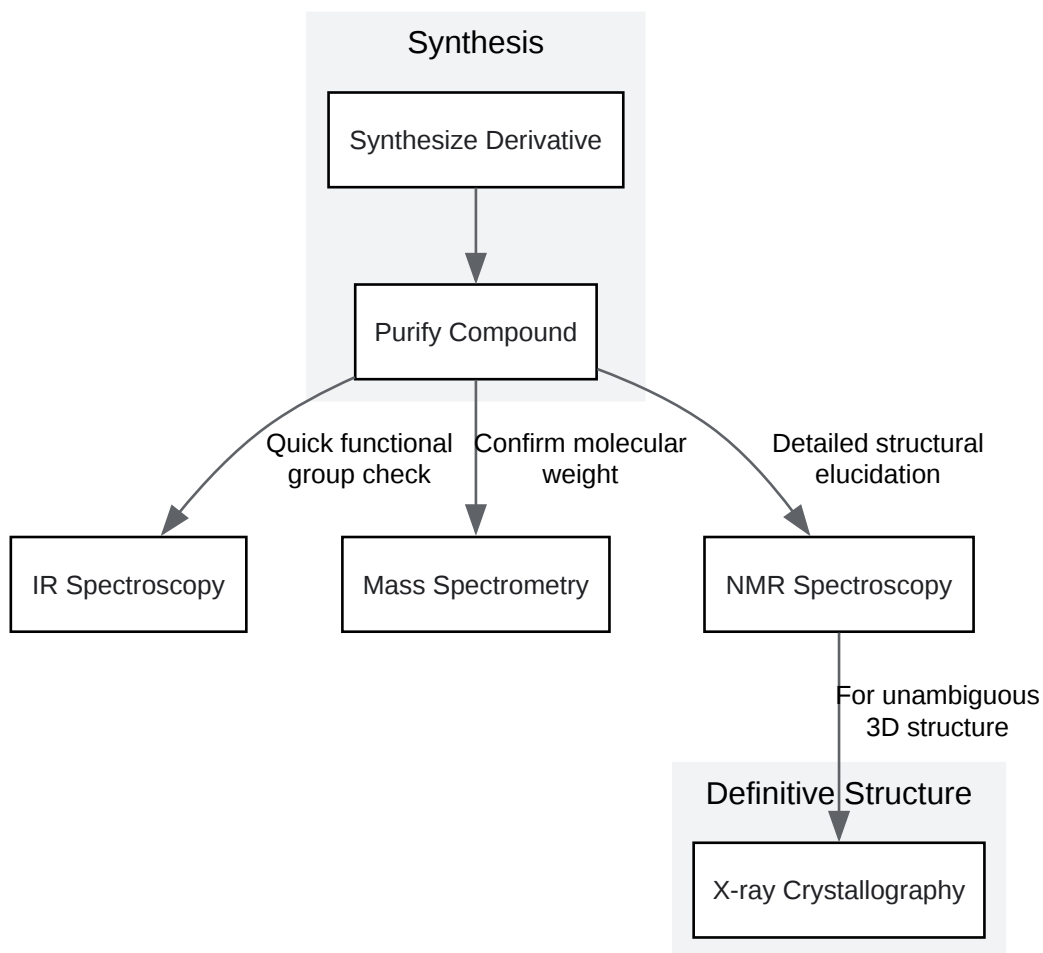 Synthesis
Synthesize Derivative
Purify Compound
Quick functional
group check
Confirm molecular
weight
Detailed structural
elucidation
IR Spectroscopy
Mass Spectrometry
NMR Spectroscopy
For unambiguous
3D structure
Definitive Structure
X-ray Crystallography